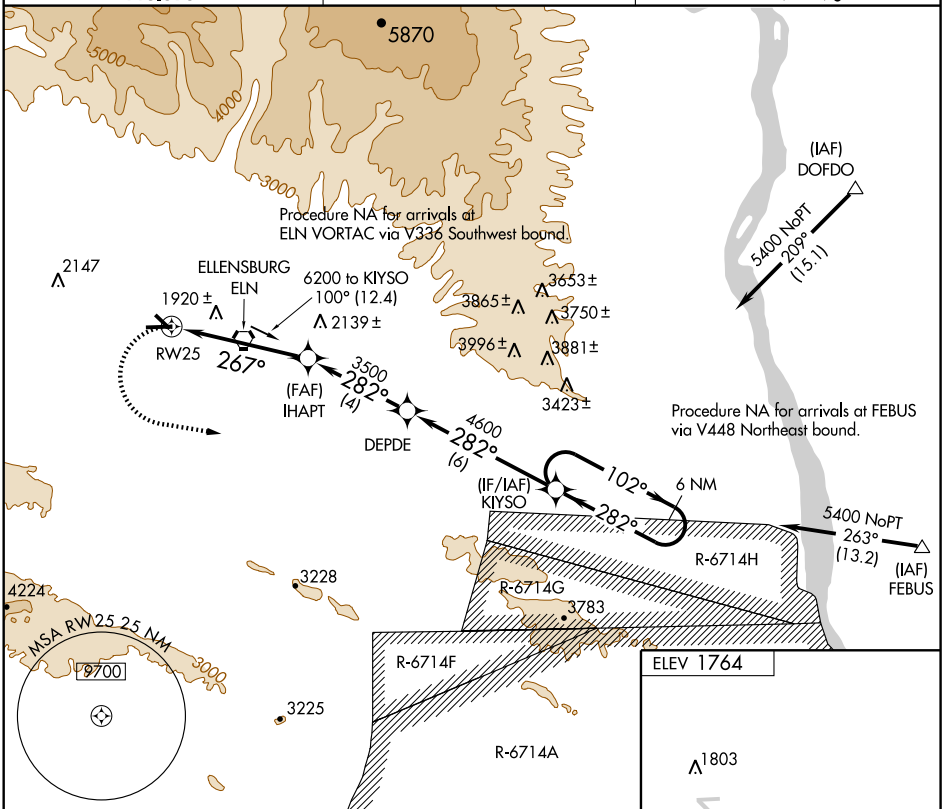 5870
5000
4000
3000
(IAF)
DOFDO
5400 NoPT
209°
(15.1)
Procedure NA for arrivals at
ELN VORTAC via V336 Southwest bound.
2147
ELLENSBURG
ELN
6200 to KIYSO
100° (12.4)
1920 ±
2139 ±
3653 ±
3865 ±
3750 ±
3996 ±
3881 ±
3423 ±
RW25
267°
(FAF)
IHAPT
3500
282°
(4)
DEPDE
4600
282°
(6)
Procedure NA for arrivals at FEBUS
via V448 Northeast bound.
(IF/IAF)
KIYSO
102°
6 NM
282°
5400 NoPT
263°
(13.2)
(IAF)
FEBUS
R-6714H
R-6714G
3783
3228
4224
MSA RW25 25 NM
9700
3000
R-6714F
3225
R-6714A
ELEV 1764
1803